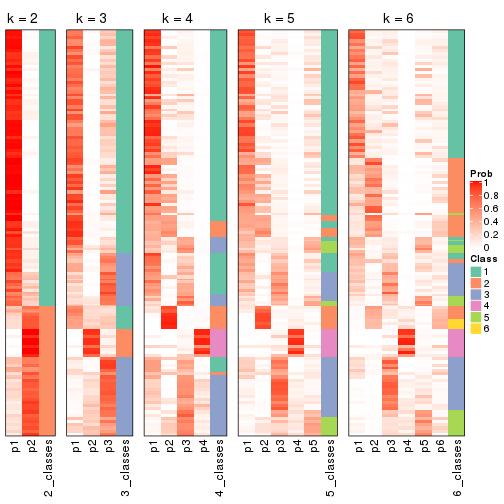 k = 2
k = 3
k = 4
k = 5
k = 6
p1
p2
2_classes
p1
p2
p3
3_classes
p1
p2
p3
p4
4_classes
p1
p2
p3
p4
p5
5_classes
p1
p2
p3
p4
p5
p6
6_classes
Prob
1
0.8
0.6
0.4
0.2
0
Class
1
2
3
4
5
6